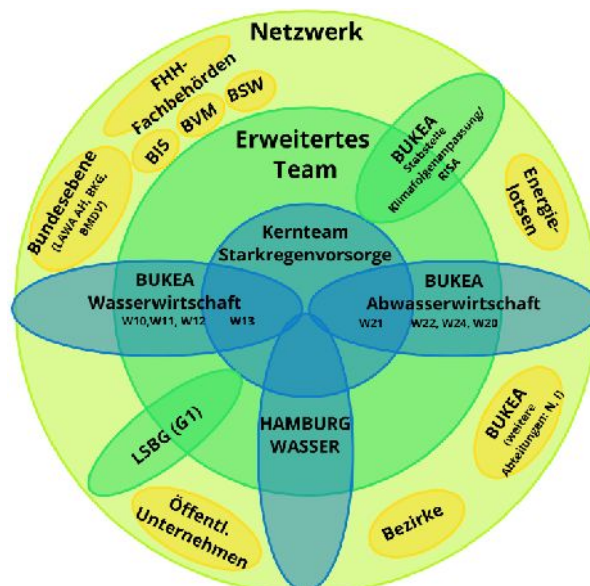 Netzwerk
FHH-
Fachbehörden
BIS
BVM
BSW
Bundesebene
(LAWA AH, BKG,
BMDV)
Erweitertes
Team
BUKEA
Stabstelle
Klimafolgenanpassung/
RISA
Energie-
lotsen
Kernteam
Starkregenvorsorge
BUKEA
Wasserwirtschaft
W10,W11, W12 W13
BUKEA
Abwasserwirtschaft
W21 W22, W24, W20
LSBG (G1)
HAMBURG
WASSER
BUKEA
(weitere
Abteilungen: N, I)
Öffentl.
Unternehmen
Bezirke